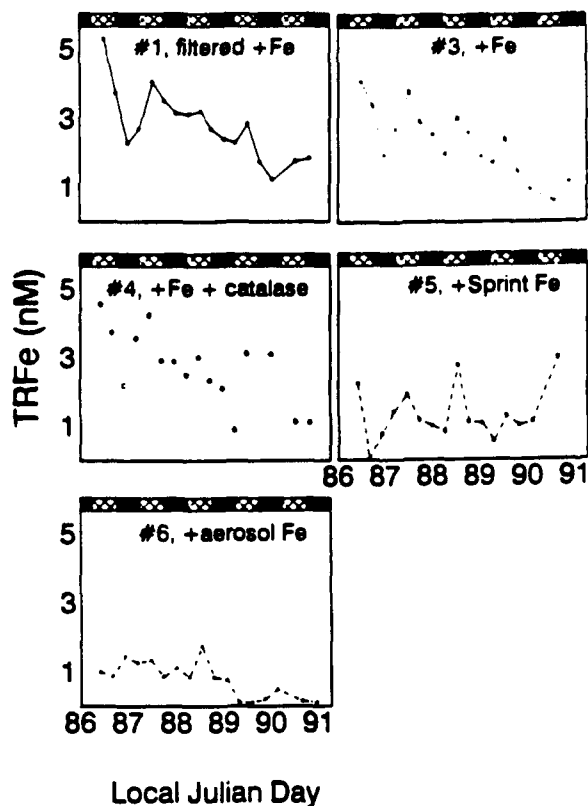 #1, filtered +Fe
#3, +Fe
5
3
1
#4, +Fe + catalase
#5, +Sprint Fe
5
3
1
TRFe (nM)
86 87 88 89 90 91
#6, +aerosol Fe
5
3
1
86 87 88 89 90 91
Local Julian Day